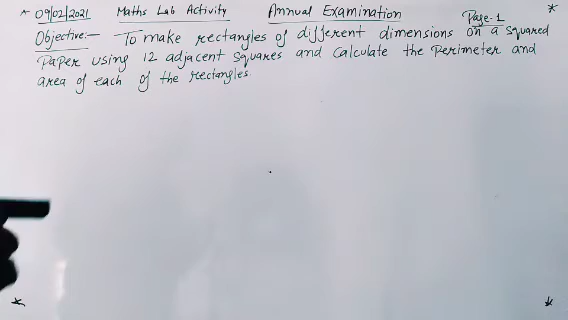 09/02/2021 Maths Lab Activity Annual Examination Page-1
Objective:— To make rectangles of different dimensions on a squared
Paper using 12 adjacent squares and Calculate the Perimeter and
area of each of the rectangles.